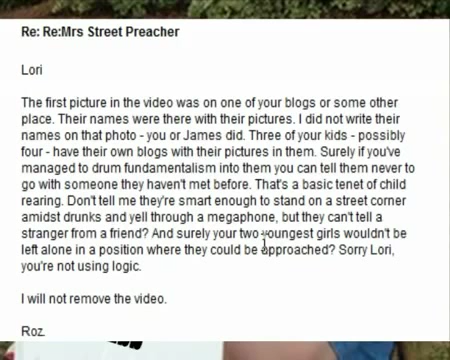 Re: Re:Mrs Street Preacher
Lori
The first picture in the video was on one of your blogs or some other
place. Their names were there with their pictures. I did not write their
names on that photo - you or James did. Three of your kids - possibly
four - have their own blogs with their pictures in them. Surely if you've
managed to drum fundamentalism into them you can tell them never to
go with someone they haven't met before. That's a basic tenet of child
rearing. Don't tell me they're smart enough to stand on a street corner
amidst drunks and yell through a megaphone, but they can't tell a
stranger from a friend? And surely your two youngest girls wouldn't be
left alone in a position where they could be approached? Sorry Lori,
you're not using logic.
I will not remove the video.
Roz.